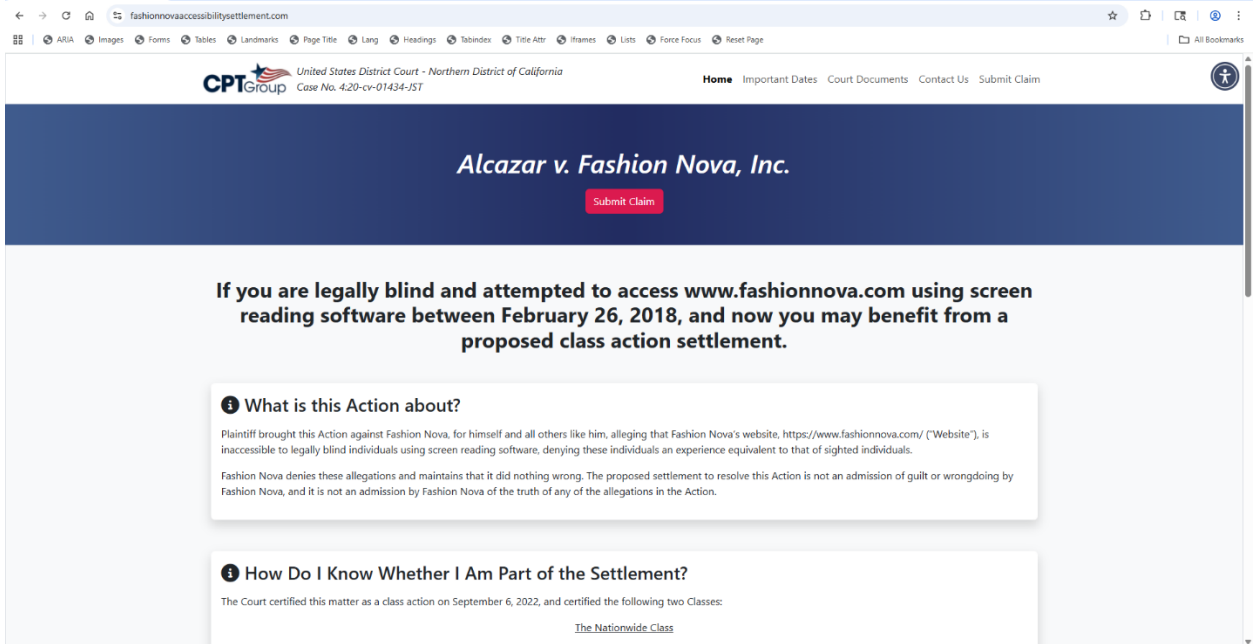 fashionnovaaccessibilitysettlement.com
ARIA Images Forms Tables Landmarks Page Title Lang Headings Tabindex Title Attr Iframes Lists Force Focus Reset Page All Bookmarks
CPTGroup
United States District Court - Northern District of California
Case No. 4:20-cv-01434-JST
Home Important Dates Court Documents Contact Us Submit Claim
Alcazar v. Fashion Nova, Inc.
Submit Claim
If you are legally blind and attempted to access www.fashionnova.com using screen
reading software between February 26, 2018, and now you may benefit from a
proposed class action settlement.
What is this Action about?
Plaintiff brought this Action against Fashion Nova, for himself and all others like him, alleging that Fashion Nova's website, https://www.fashionnova.com/ ("Website"), is
inaccessible to legally blind individuals using screen reading software, denying these individuals an experience equivalent to that of sighted individuals.
Fashion Nova denies these allegations and maintains that it did nothing wrong. The proposed settlement to resolve this Action is not an admission of guilt or wrongdoing by
Fashion Nova, and it is not an admission by Fashion Nova of the truth of any of the allegations in the Action.
How Do I Know Whether I Am Part of the Settlement?
The Court certified this matter as a class action on September 6, 2022, and certified the following two Classes:
The Nationwide Class